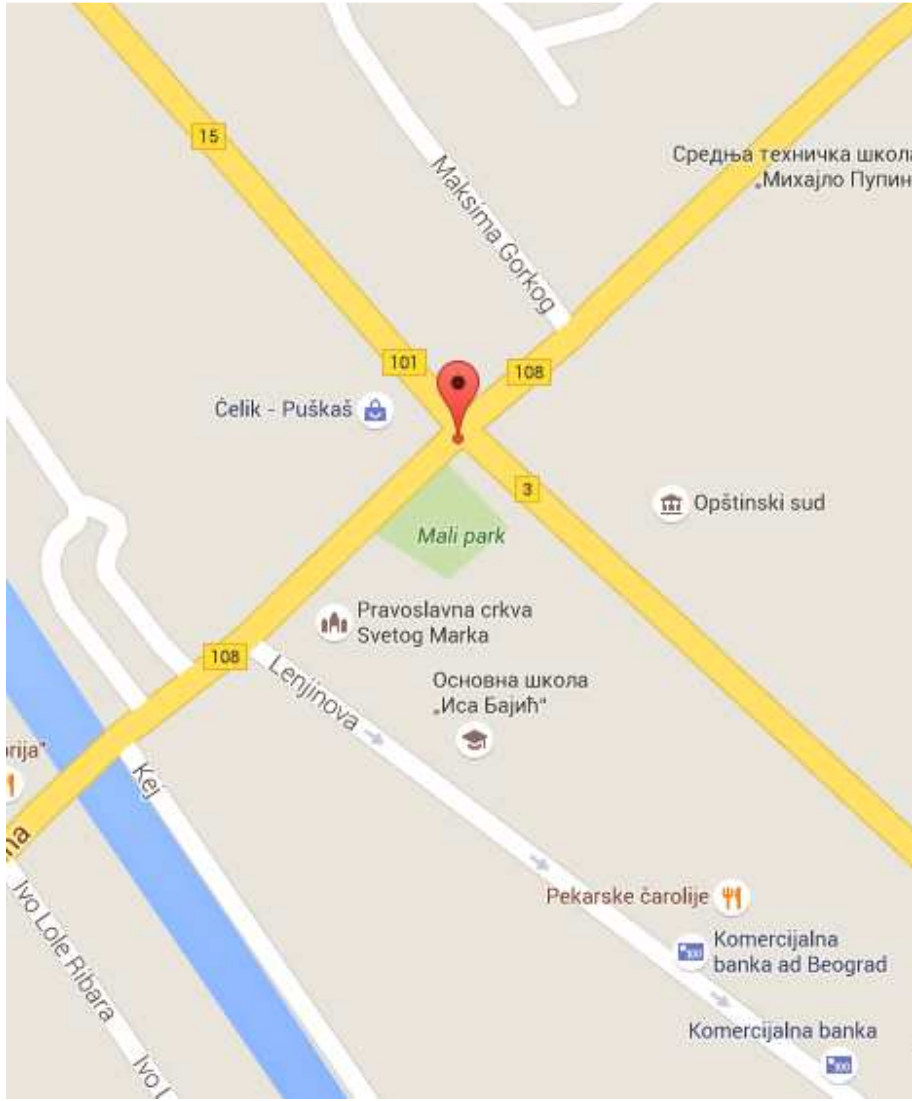 15
Maksima Gorkog
Средња техничка школа
„Михајло Пупин
101
108
Čelik - Puškaš
3
Opštinski sud
Mali park
Pravoslavna crkva
Svetog Marka
108
Lenjinova
Основна школа
„Иса Бајић“
rija"
Kej
na
Ivo Lole Ribara
Pekarske čarolije
Komercijalna
banka ad Beograd
Komercijalna banka
Ivo L